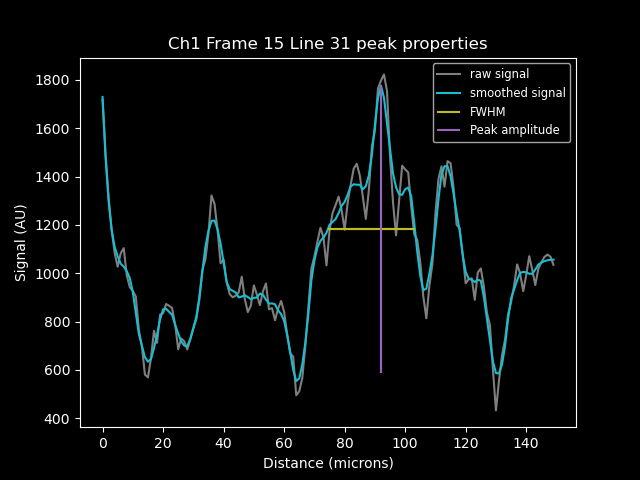 Ch1 Frame 15 Line 31 peak properties
raw signal
smoothed signal
FWHM
Peak amplitude
Signal (AU)
1800
1600
1400
1200
1000
800
600
400
0 20 40 60 80 100 120 140
Distance (microns)